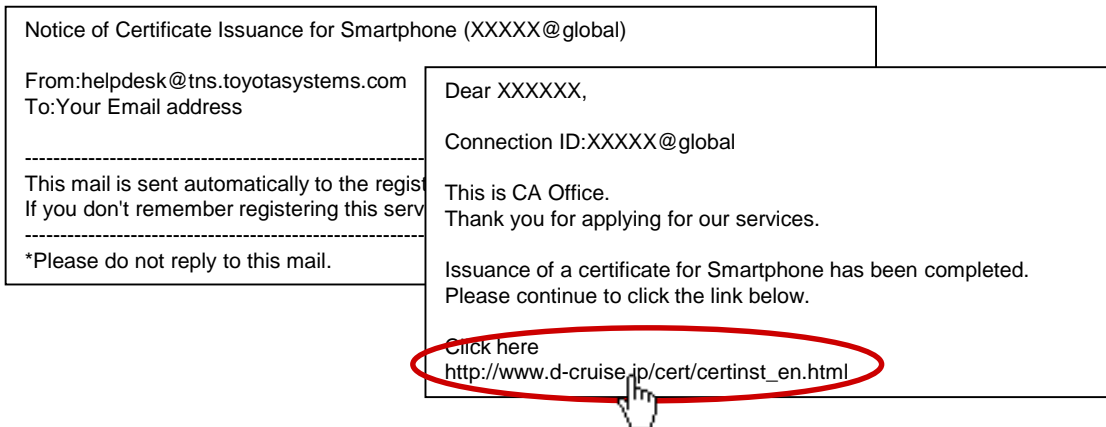 Notice of Certificate Issuance for Smartphone (XXXXX@global)
From:helpdesk@tns.toyotasystems.com
To:Your Email address
----------------------------------------------------------
This mail is sent automatically to the regist
If you don't remember registering this serv
----------------------------------------------------------
*Please do not reply to this mail.
Dear XXXXXX,
Connection ID:XXXXX@global
This is CA Office.
Thank you for applying for our services.
Issuance of a certificate for Smartphone has been completed.
Please continue to click the link below.
Click here
http://www.d-cruise.jp/cert/certinst_en.html